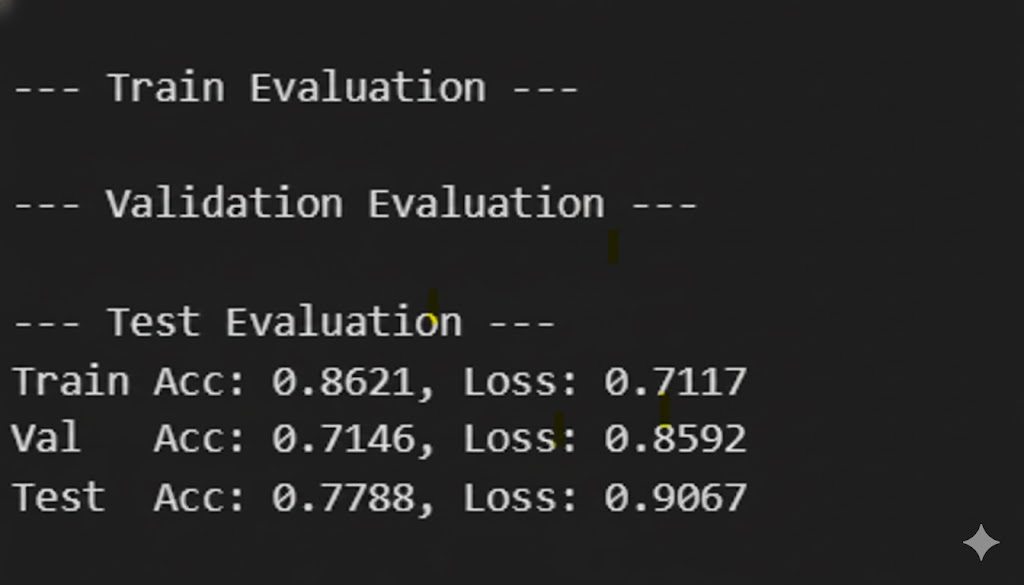 --- Train Evaluation ---
--- Validation Evaluation ---
--- Test Evaluation ---
Train Acc: 0.8621, Loss: 0.7117
Val   Acc: 0.7146, Loss: 0.8592
Test  Acc: 0.7788, Loss: 0.9067